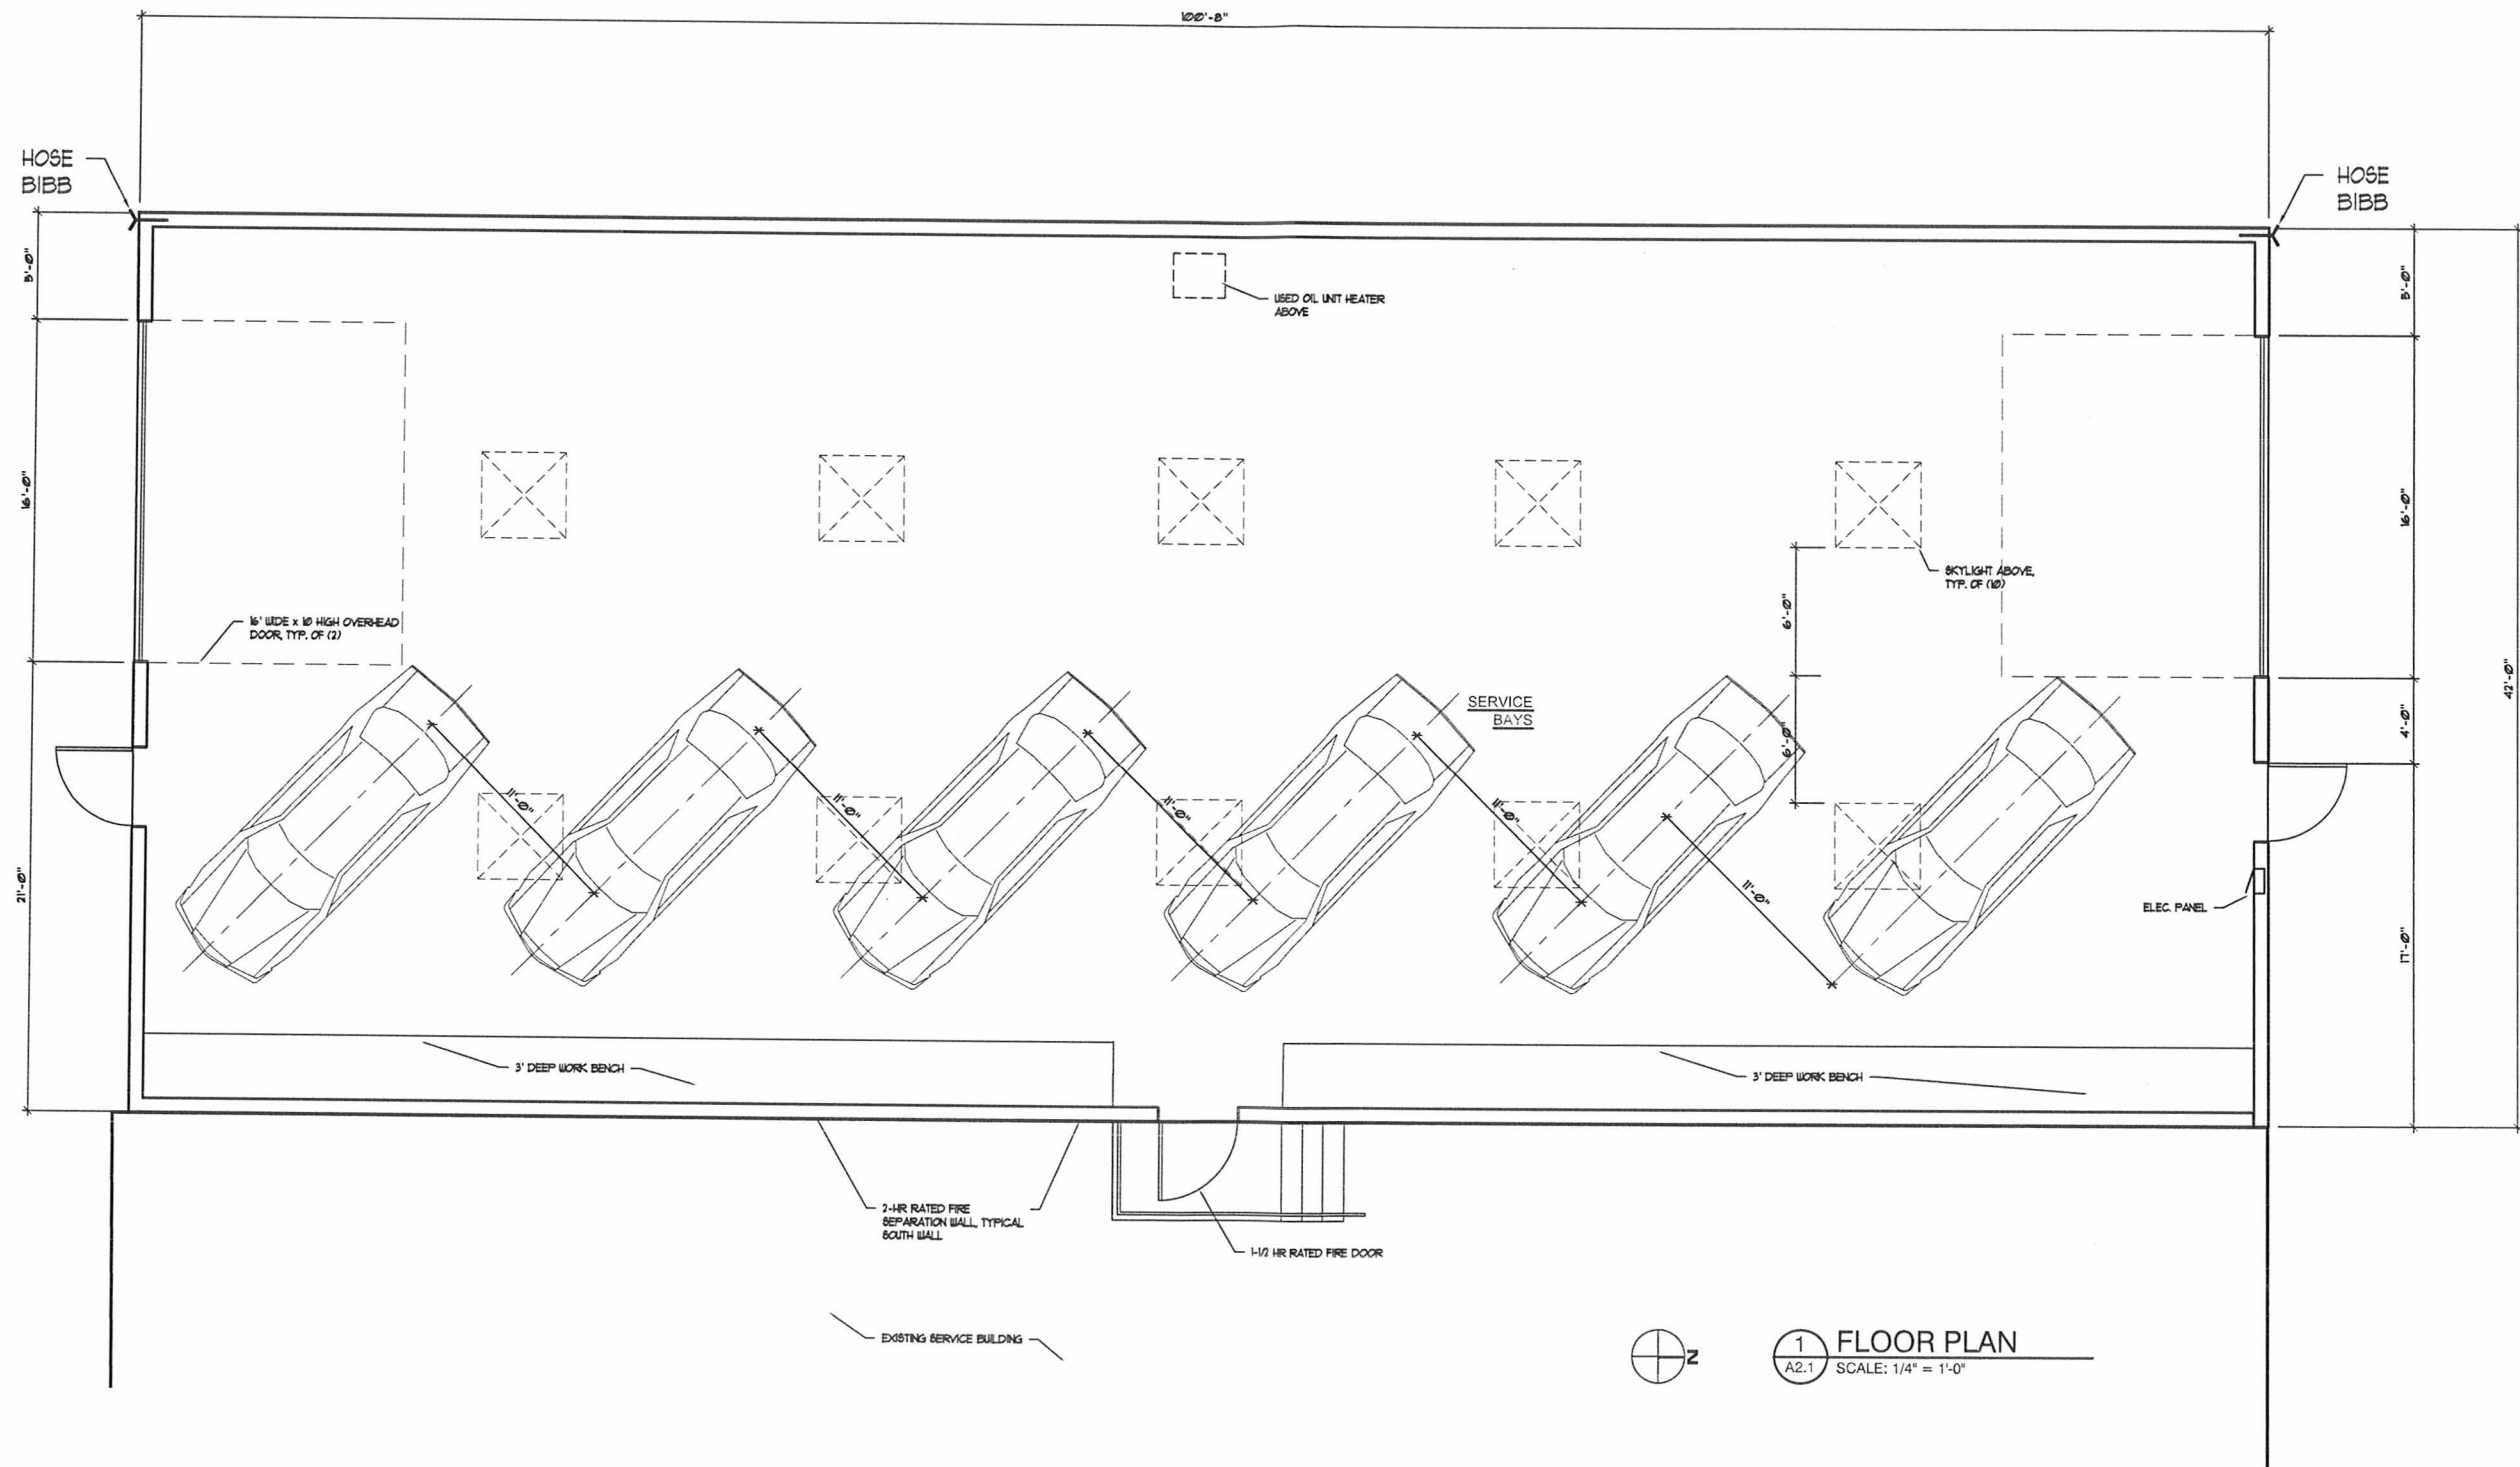 100'-8"
HOSE
BIBB
HOSE
BIBB
5'-0"
5'-0"
USED OIL UNIT HEATER
ABOVE
16'-0"
16'-0"
SKYLIGHT ABOVE,
TYP. OF (10)
6'-0"
16' WIDE x 10 HIGH OVERHEAD
DOOR, TYP. OF (2)
42'-0"
SERVICE
BAYS
6'-0"
4'-0"
11'-0"
11'-0"
11'-0"
11'-0"
11'-0"
21'-0"
ELEC. PANEL
17'-0"
3' DEEP WORK BENCH
3' DEEP WORK BENCH
2-HR RATED FIRE
SEPARATION WALL, TYPICAL
SOUTH WALL
1-1/2 HR RATED FIRE DOOR
EXISTING SERVICE BUILDING
N
1
A2.1
FLOOR PLAN
SCALE: 1/4" = 1'-0"